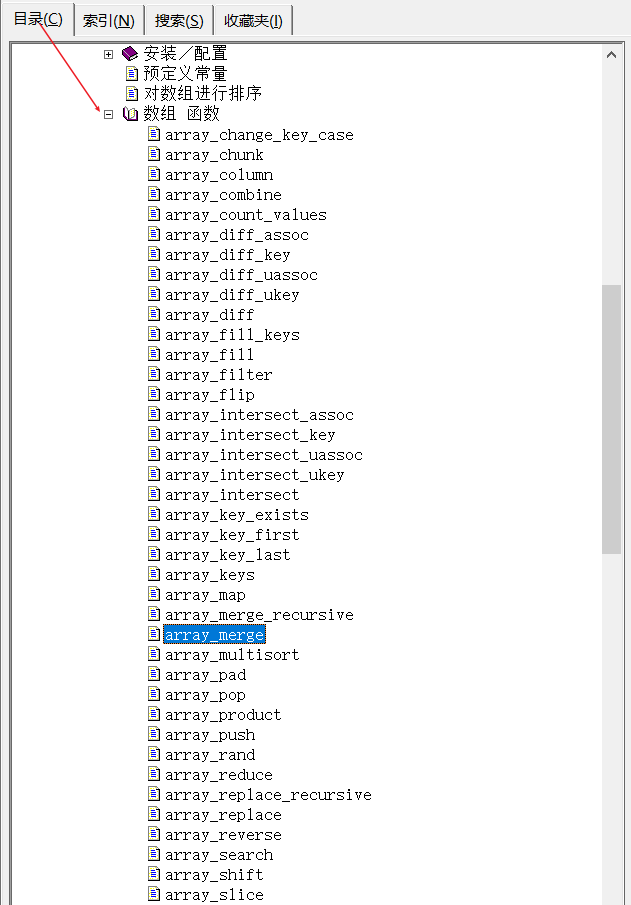 目录(C) 索引(N) 搜索(S) 收藏夹(I)
安装／配置
预定义常量
对数组进行排序
数组 函数
array_change_key_case
array_chunk
array_column
array_combine
array_count_values
array_diff_assoc
array_diff_key
array_diff_uassoc
array_diff_ukey
array_diff
array_fill_keys
array_fill
array_filter
array_flip
array_intersect_assoc
array_intersect_key
array_intersect_uassoc
array_intersect_ukey
array_intersect
array_key_exists
array_key_first
array_key_last
array_keys
array_map
array_merge_recursive
array_merge
array_multisort
array_pad
array_pop
array_product
array_push
array_rand
array_reduce
array_replace_recursive
array_replace
array_reverse
array_search
array_shift
array_slice